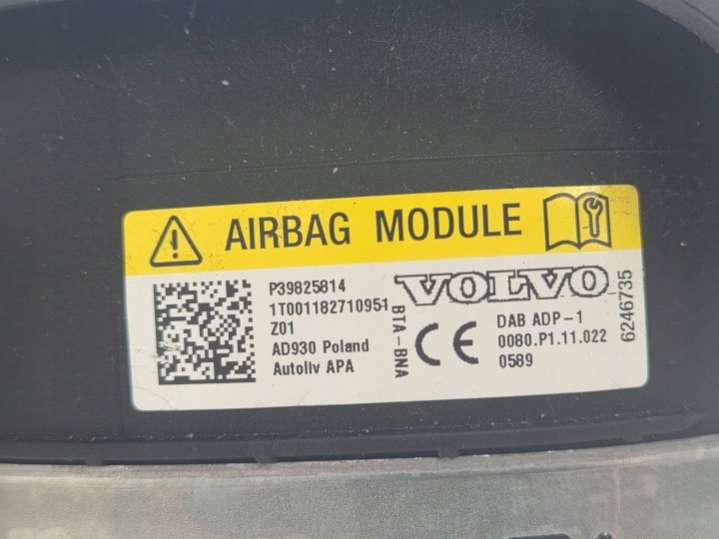 AIRBAG MODULE
P39825814
1T001182710951
Z01
AD930 Poland
Autoliv APA
BTA-BNA
VOLVO
CE
DAB ADP-1
0080.P1.11.022
0589
6246735